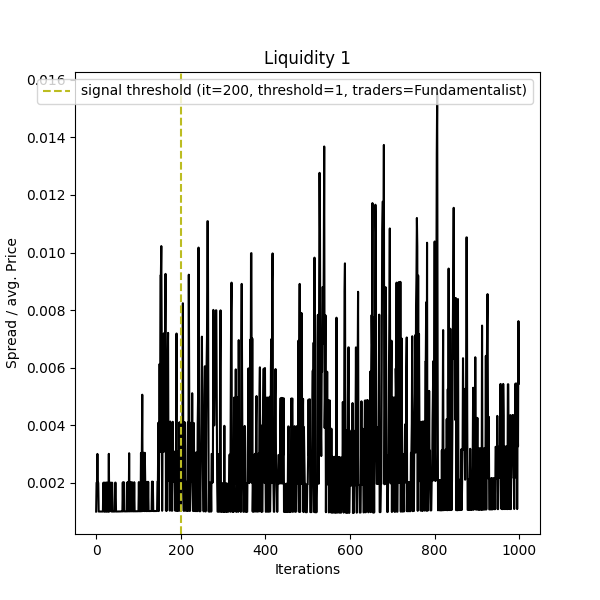 Liquidity 1
signal threshold (it=200, threshold=1, traders=Fundamentalist)
0.016
0.014
0.012
0.010
0.008
0.006
0.004
0.002
Spread / avg. Price
0 200 400 600 800 1000
Iterations